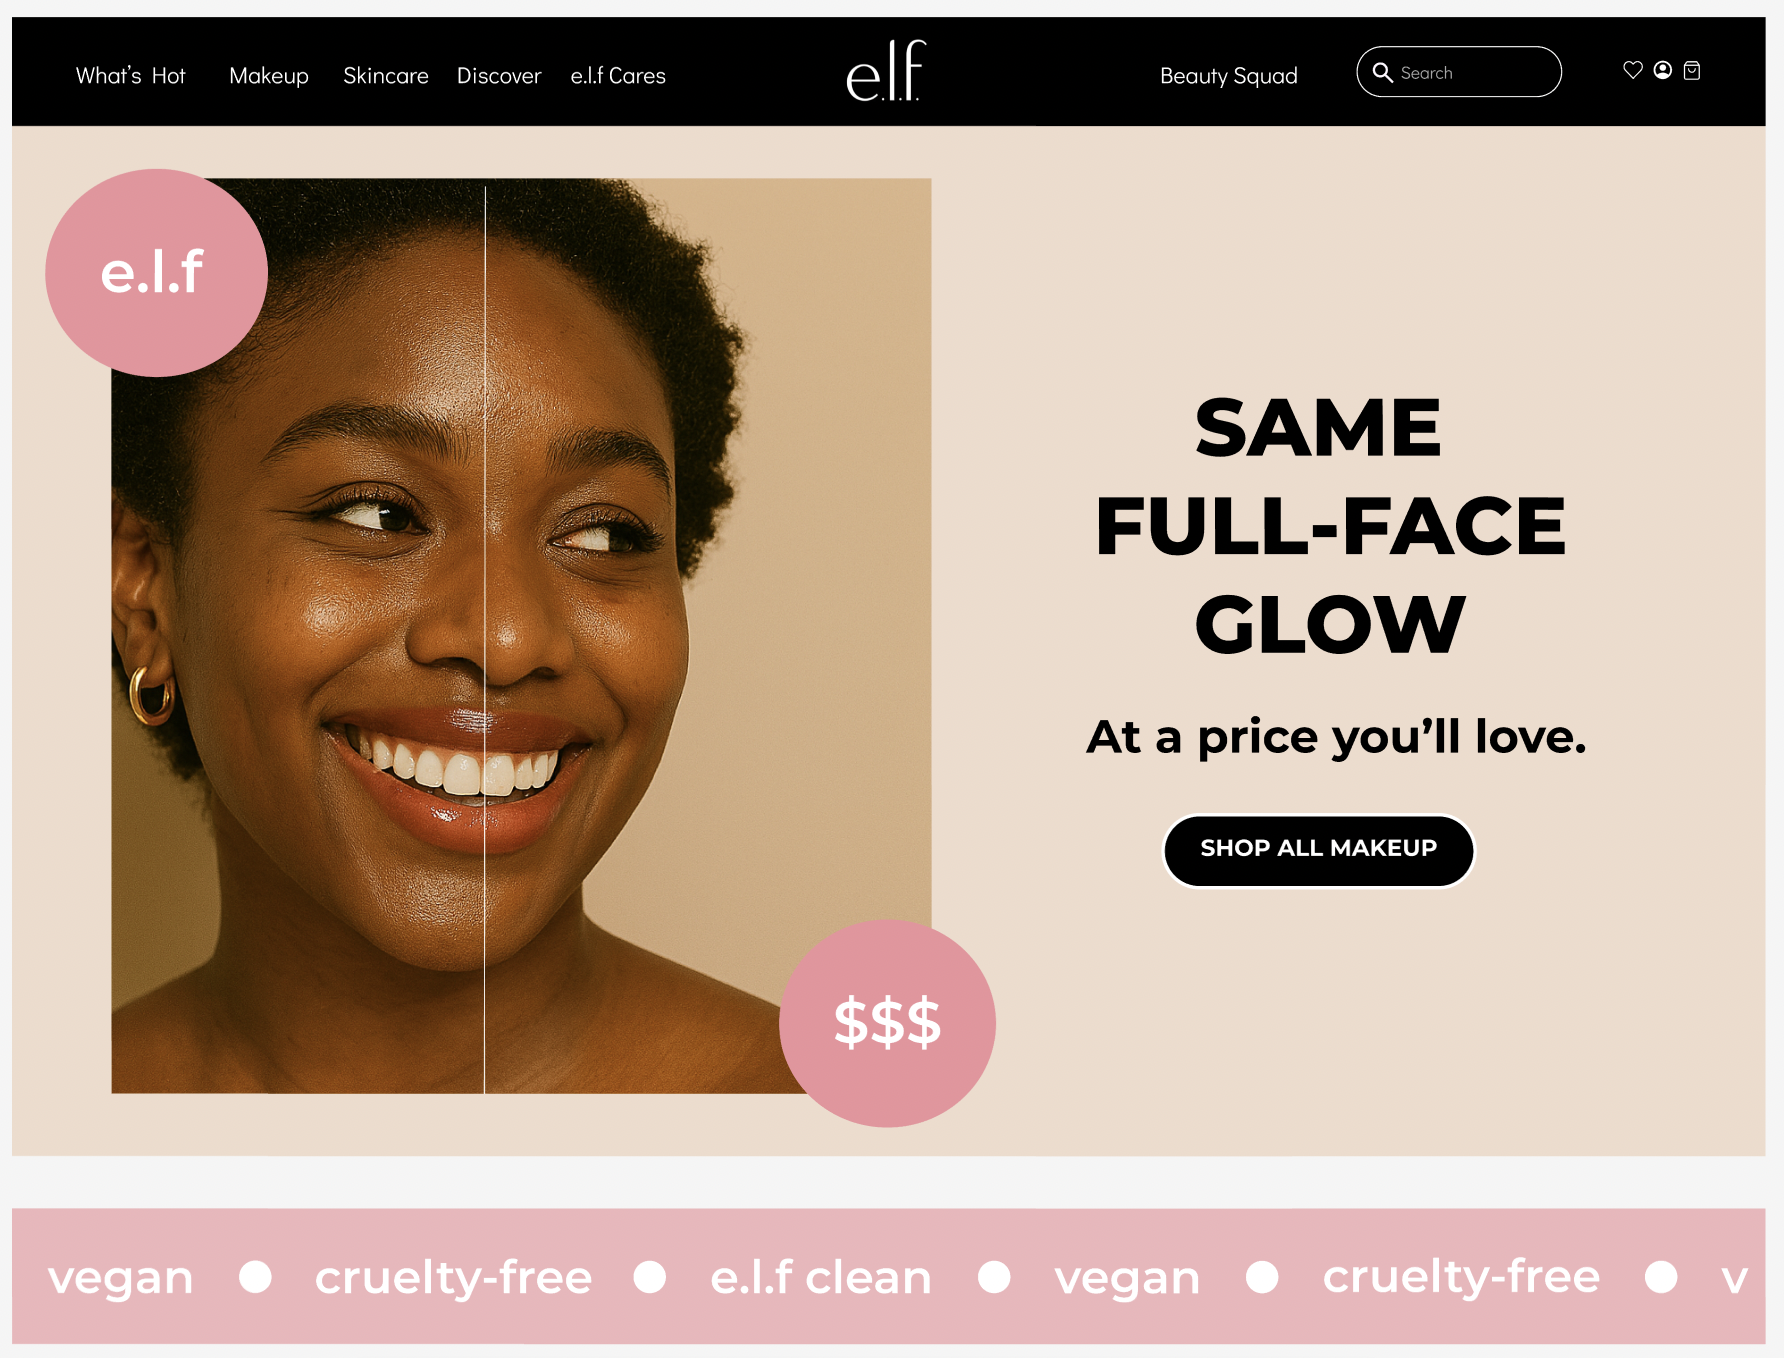 What's Hot Makeup Skincare Discover e.l.f Cares e.l.f. Beauty Squad Search
e.l.f
SAME
FULL-FACE
GLOW
At a price you'll love.
SHOP ALL MAKEUP
$$$
vegan ● cruelty-free ● e.l.f clean ● vegan ● cruelty-free ● v